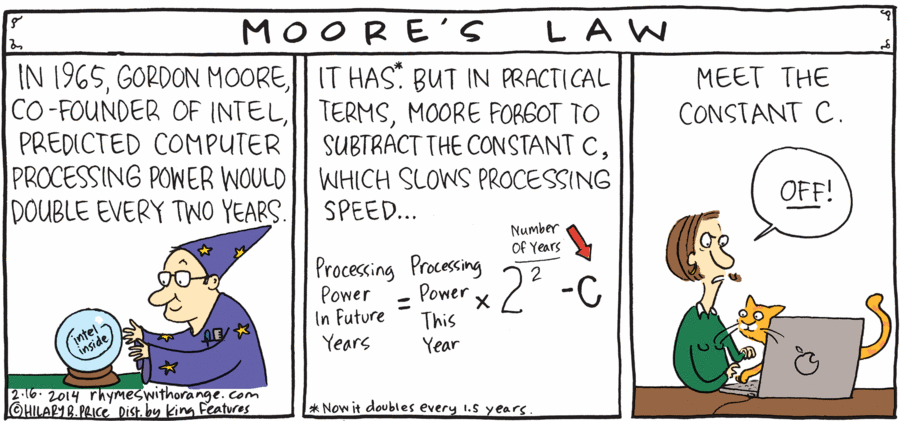 MOORE'S LAW
IN 1965, GORDON MOORE,
CO-FOUNDER OF INTEL,
PREDICTED COMPUTER
PROCESSING POWER WOULD
DOUBLE EVERY TWO YEARS.
intel
inside
2.16.2014 rhymeswithorange.com
©HILARY B. PRICE DIST. by King Features
IT HAS*. BUT IN PRACTICAL
TERMS, MOORE FORGOT TO
SUBTRACT THE CONSTANT C,
WHICH SLOWS PROCESSING
SPEED...
Processing Power In Future Years = Processing Power This Year × 2 Number Of Years / 2 - C
* Now it doubles every 1.5 years.
MEET THE
CONSTANT C.
OFF!